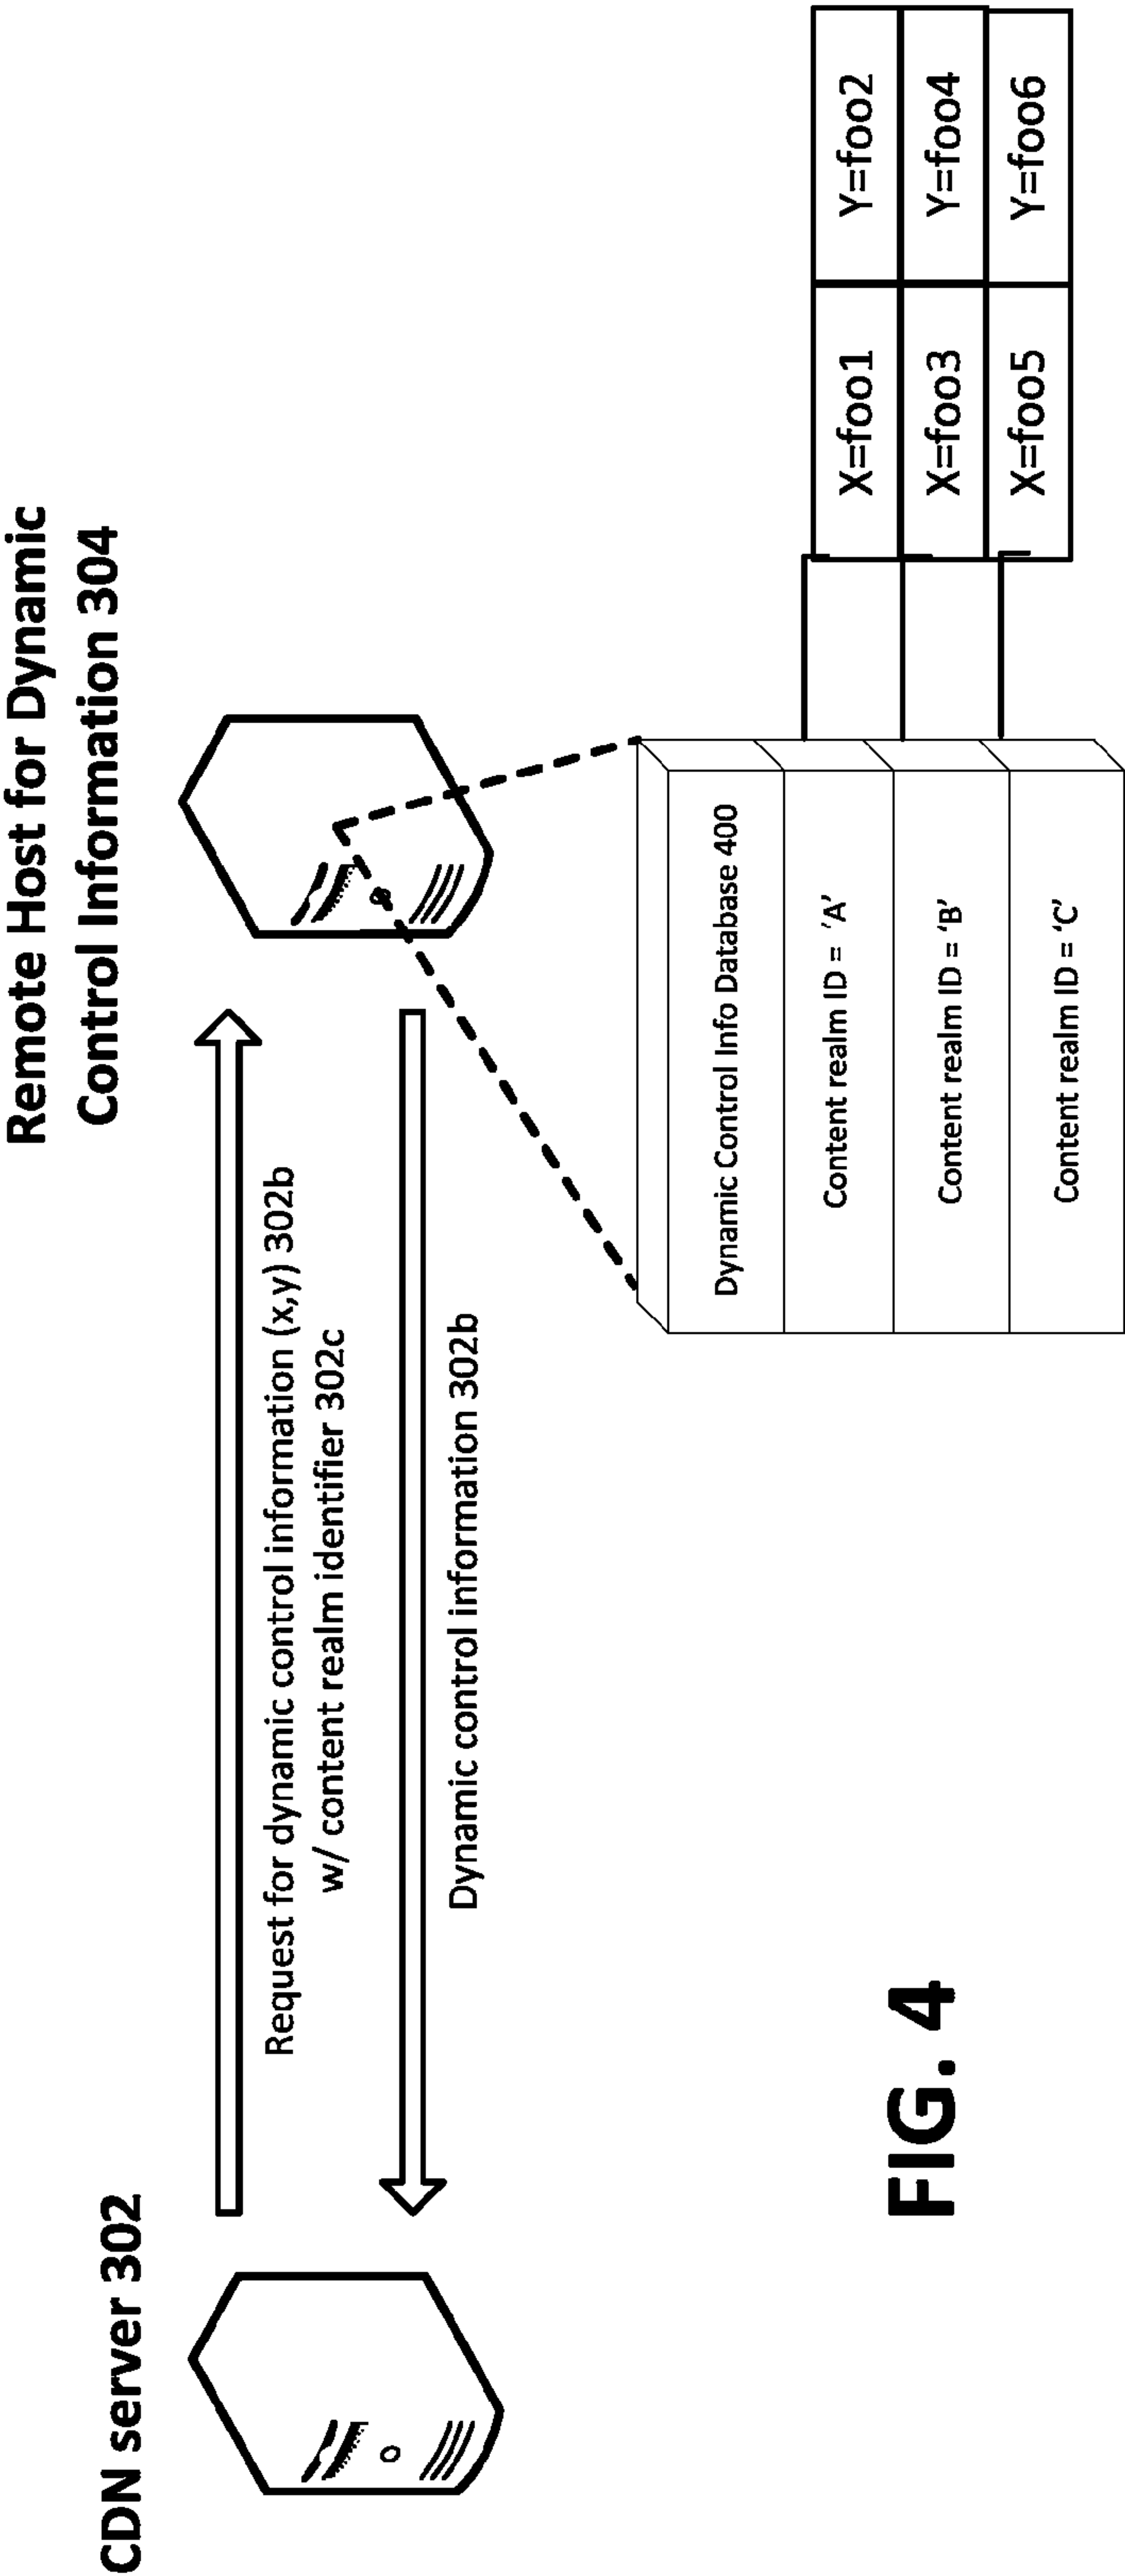 CDN server 302
Remote Host for Dynamic
Control Information 304
Request for dynamic control information (x,y) 302b
w/ content realm identifier 302c
Dynamic control information 302b
Dynamic Control Info Database 400
Content realm ID = 'A'
X=foo1
Y=foo2
Content realm ID = ‘B’
X=foo3
Y=foo4
Content realm ID = ‘C’
X=foo5
Y=foo6
FIG. 4